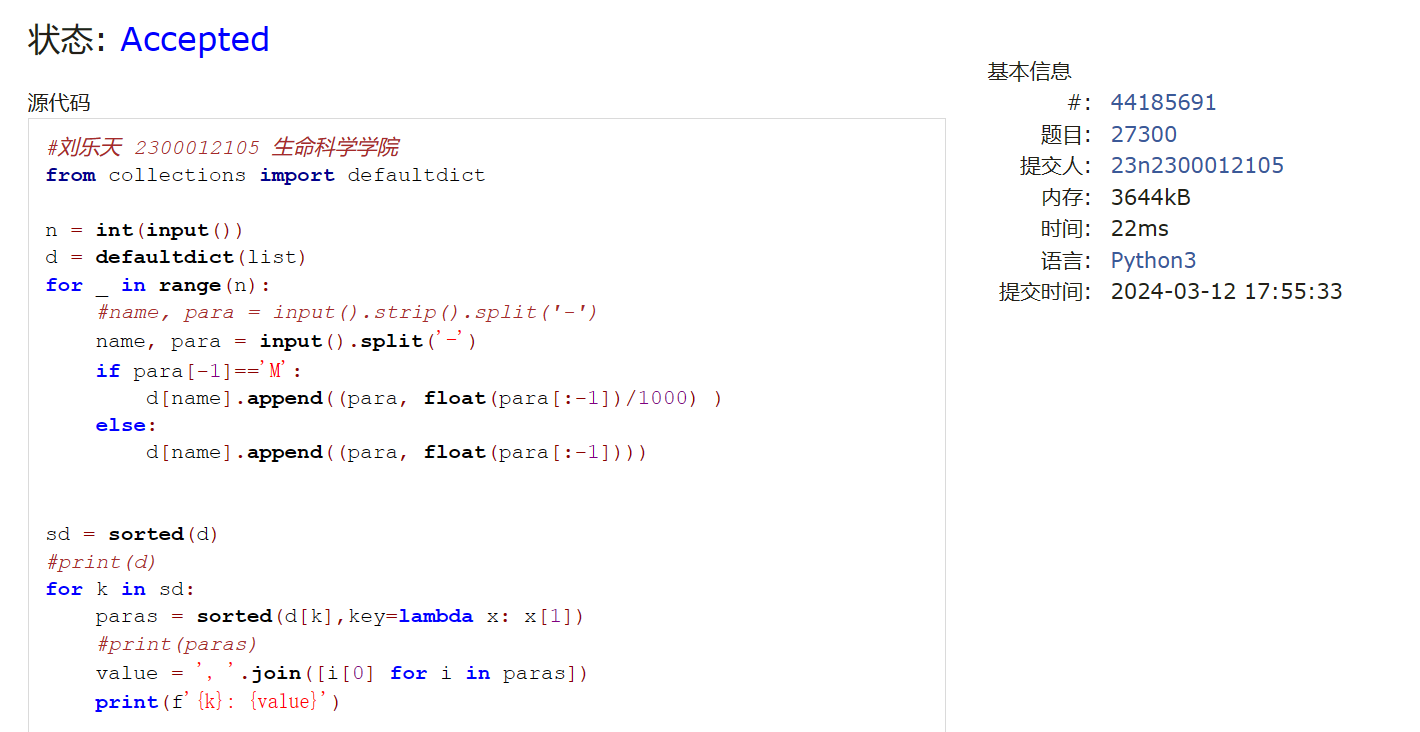 状态: Accepted
源代码
#刘乐天 2300012105 生命科学学院
from collections import defaultdict
n = int(input())
d = defaultdict(list)
for _ in range(n):
    #name, para = input().strip().split('-')
    name, para = input().split('-')
    if para[-1]=='M':
        d[name].append((para, float(para[:-1])/1000) )
    else:
        d[name].append((para, float(para[:-1])))
sd = sorted(d)
#print(d)
for k in sd:
    paras = sorted(d[k],key=lambda x: x[1])
    #print(paras)
    value = ', '.join([i[0] for i in paras])
    print(f'{k}: {value}')
基本信息
#: 44185691
题目: 27300
提交人: 23n2300012105
内存: 3644kB
时间: 22ms
语言: Python3
提交时间: 2024-03-12 17:55:33